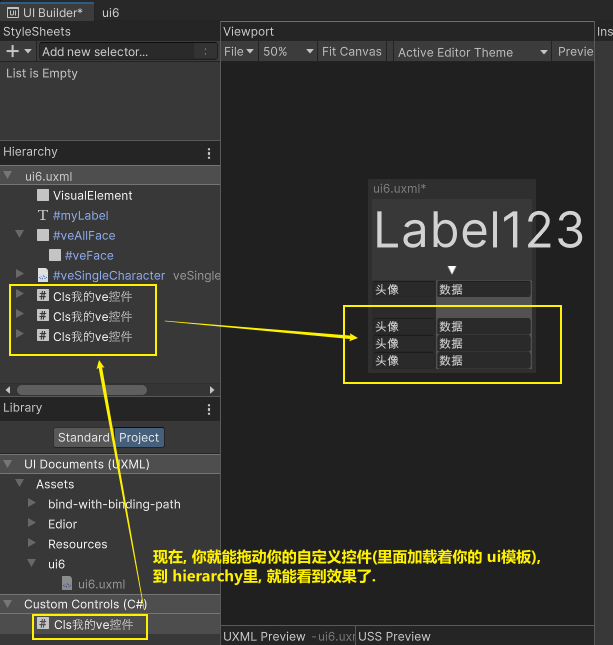 UI Builder*
ui6
StyleSheets
Add new selector...
List is Empty
Hierarchy
ui6.uxml
VisualElement
#myLabel
#veAllFace
#veFace
#veSingleCharacter veSingle
Cls我的ve控件
Cls我的ve控件
Cls我的ve控件
Library
Standard
Project
UI Documents (UXML)
Assets
bind-with-binding-path
Edior
Resources
ui6
ui6.uxml
Custom Controls (C#)
Cls我的ve控件
Viewport
File
50%
Fit Canvas
Active Editor Theme
Previe
ui6.uxml*
Label123
头像 数据
头像 数据
头像 数据
头像 数据
现在, 你就能拖动你的自定义控件(里面加载着你的 ui模板),
到 hierarchy里, 就能看到效果了.
UXML Preview
-ui6.uxr
USS Preview
Ins